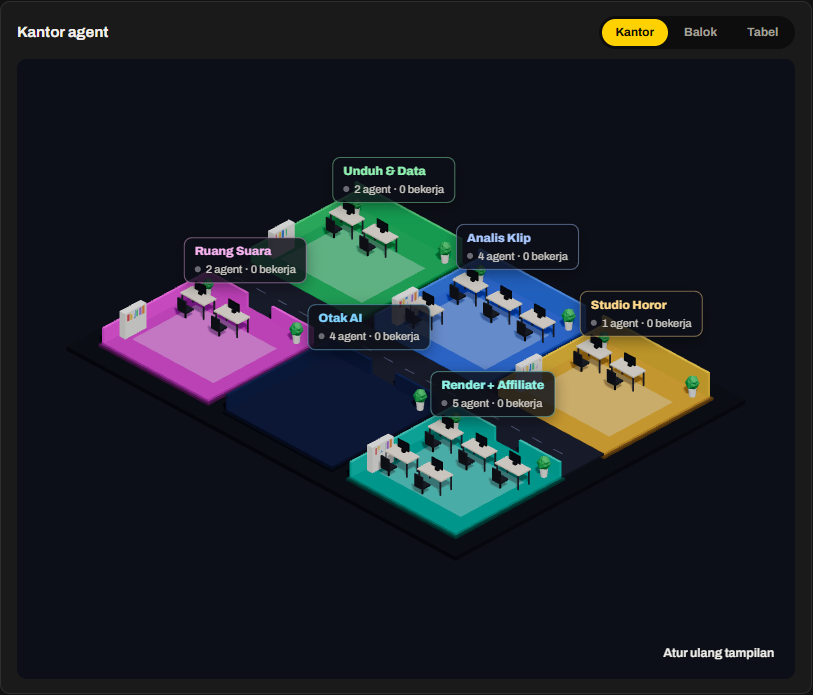 Kantor agent
Kantor
Balok
Tabel
Unduh & Data
2 agent · 0 bekerja
Analis Klip
4 agent · 0 bekerja
Ruang Suara
2 agent · 0 bekerja
Studio Horor
1 agent · 0 bekerja
Otak AI
4 agent · 0 bekerja
Render + Affiliate
5 agent · 0 bekerja
Atur ulang tampilan